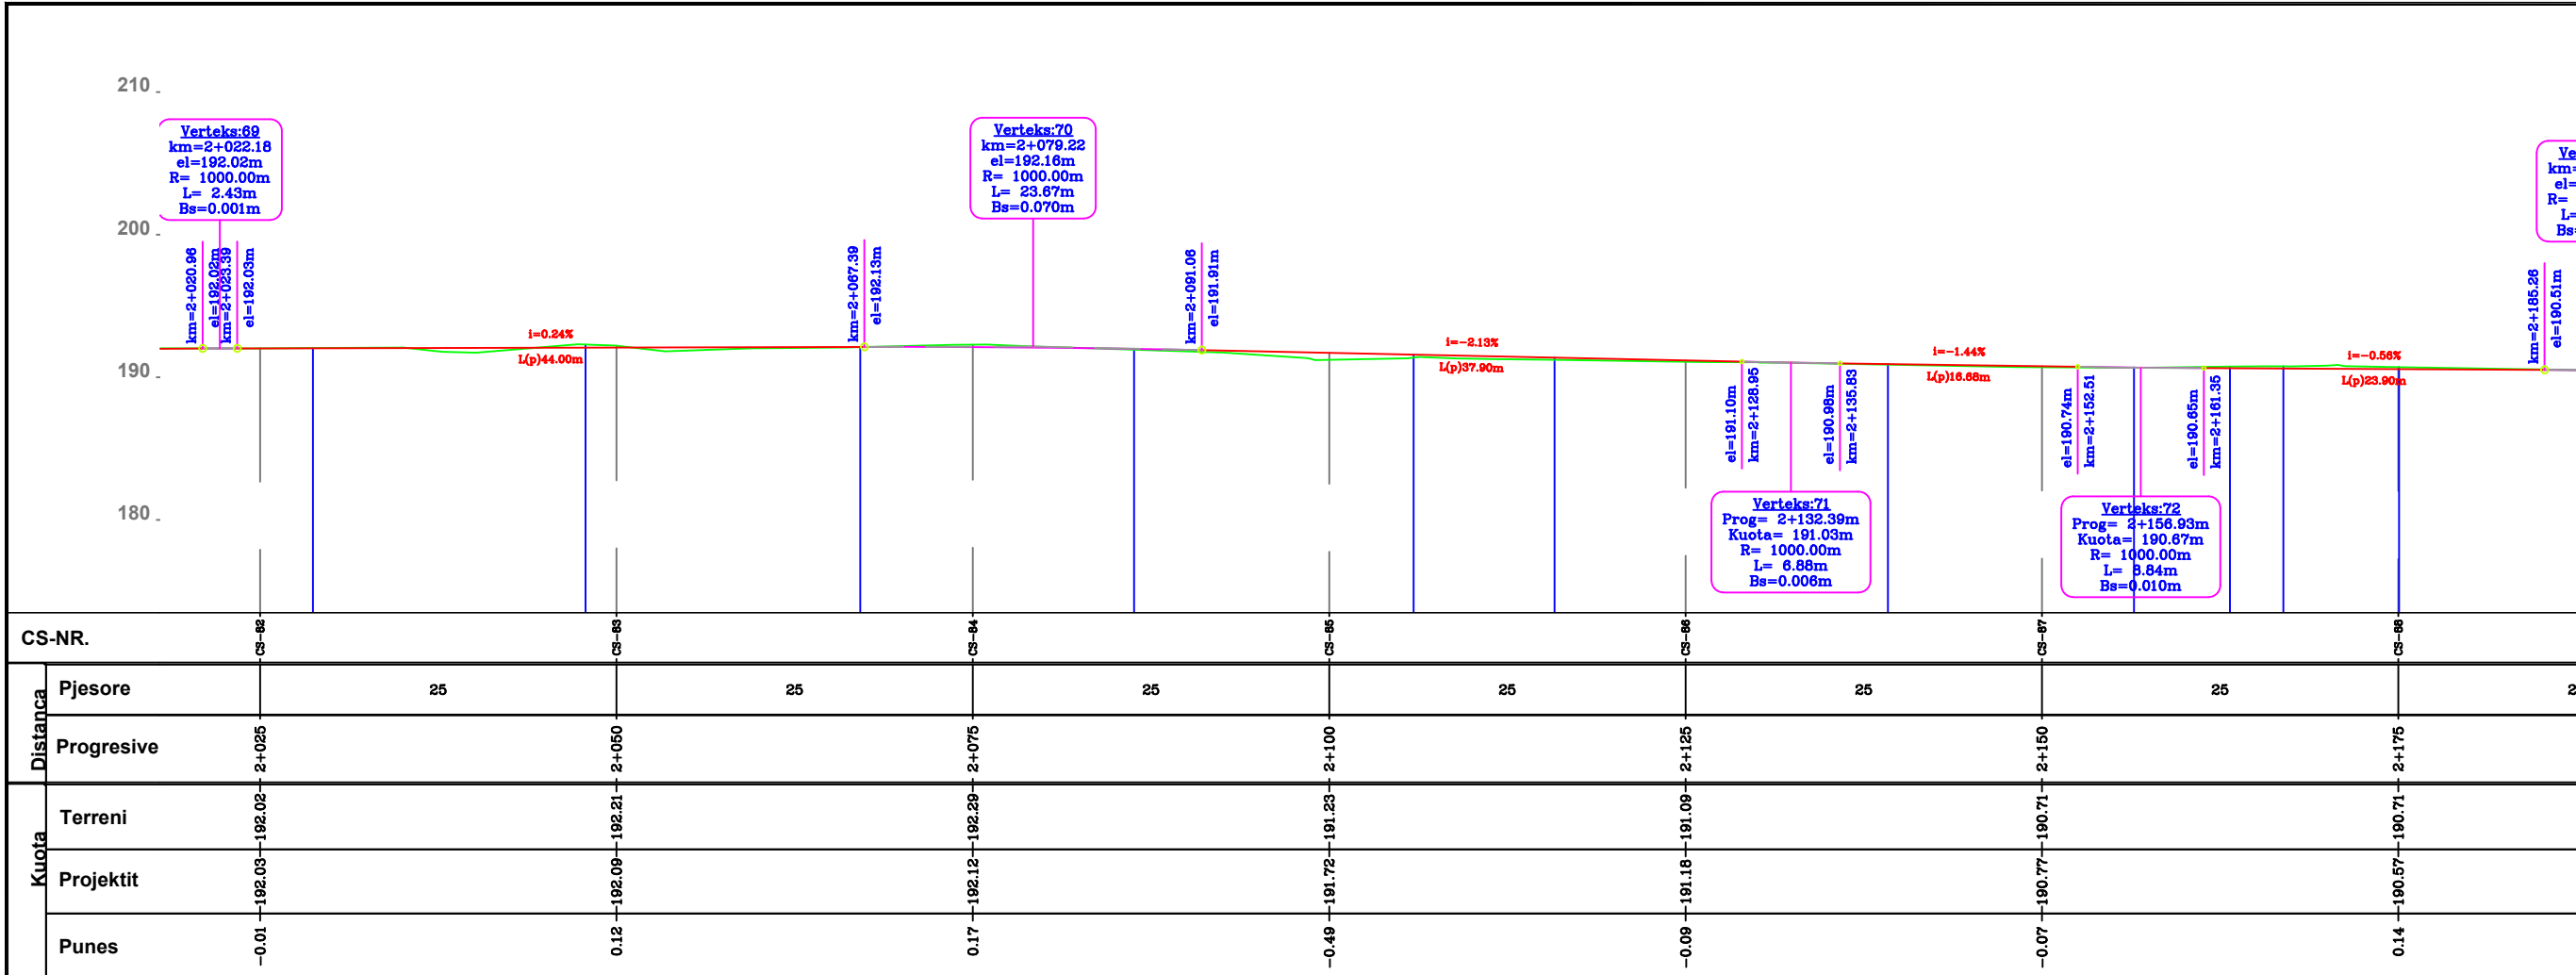 210
200
190
180
Verteks:69
km=2+022.18
el=192.02m
R= 1000.00m
L= 2.43m
Bs=0.001m
km=2+020.96
el=192.02m
km=2+023.39
el=192.03m
i=0.24%
L(p)44.00m
km=2+067.39
el=192.13m
Verteks:70
km=2+079.22
el=192.16m
R= 1000.00m
L= 23.67m
Bs=0.070m
km=2+091.06
el=191.91m
i=-2.13%
L(p)37.90m
el=191.10m
km=2+128.95
el=190.98m
km=2+135.83
Verteks:71
Prog= 2+132.39m
Kuota= 191.03m
R= 1000.00m
L= 6.88m
Bs=0.006m
i=-1.44%
L(p)16.68m
el=190.74m
km=2+152.51
el=190.65m
km=2+161.35
Verteks:72
Prog= 2+156.93m
Kuota= 190.67m
R= 1000.00m
L= 8.84m
Bs=0.010m
i=-0.56%
L(p)23.90m
km=2+185.26
el=190.51m
Ve
km=
el=
R=
L=
Bs=
CS-NR.
CS-82 CS-83 CS-84 CS-85 CS-86 CS-87 CS-88
Distanca
Pjesore
25 25 25 25 25 25 2
Progresive
2+025 2+050 2+075 2+100 2+125 2+150 2+175
Kuota
Terreni
192.02 192.21 192.29 191.23 191.09 190.71 190.71
Projektit
192.03 192.09 192.12 191.72 191.18 190.77 190.57
Punes
-0.01 0.12 0.17 -0.49 -0.09 -0.07 0.14